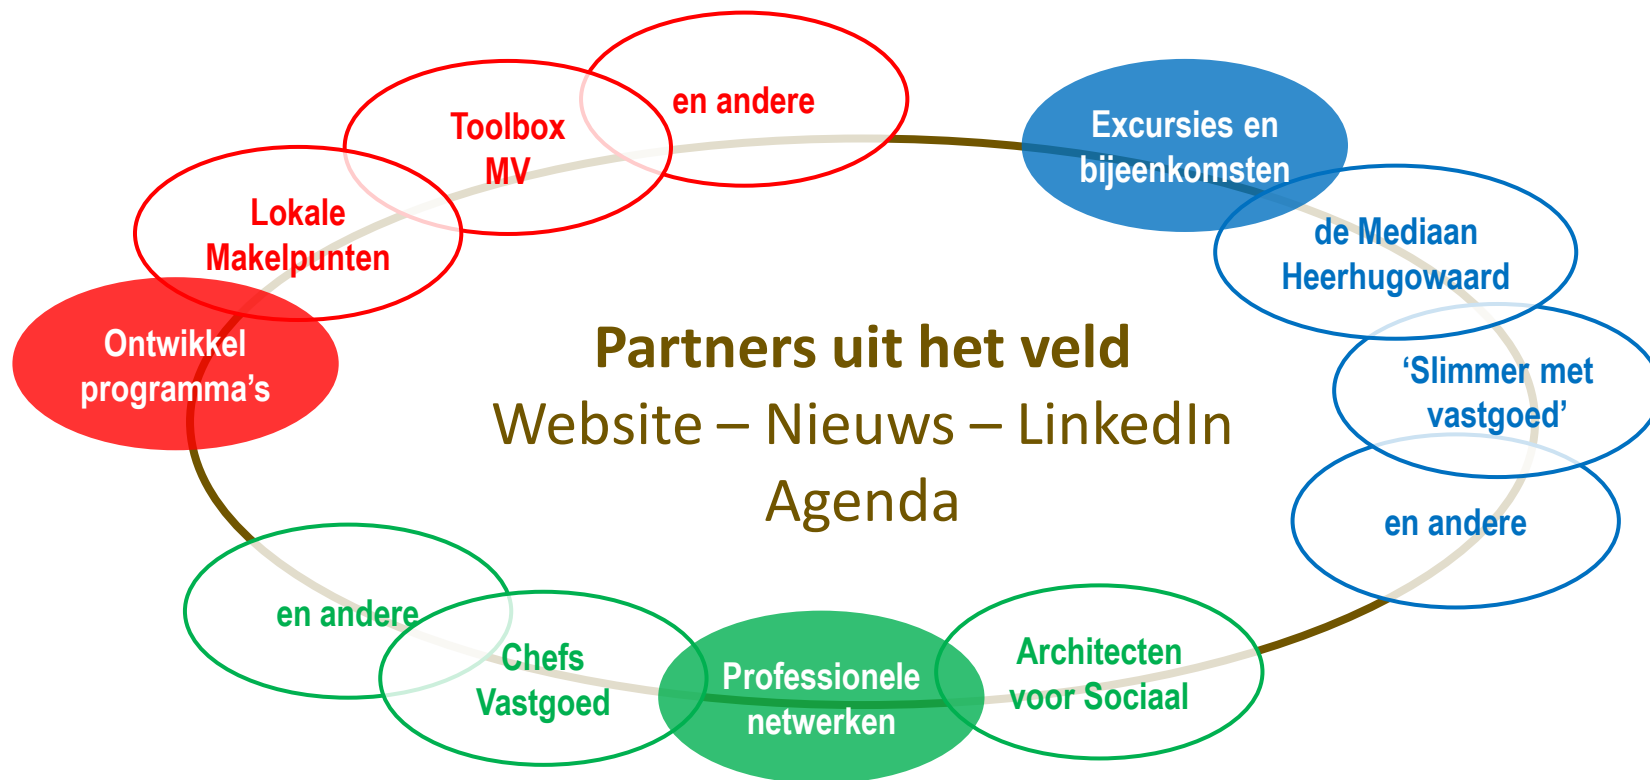 en andere
Toolbox
MV
Lokale
Makelpunten
Ontwikkel
programma’s
Excursies en
bijeenkomsten
de Mediaan
Heerhugowaard
‘Slimmer met
vastgoed’
en andere
Partners uit het veld
Website – Nieuws – LinkedIn
Agenda
en andere
Chefs
Vastgoed
Professionele
netwerken
Architecten
voor Sociaal